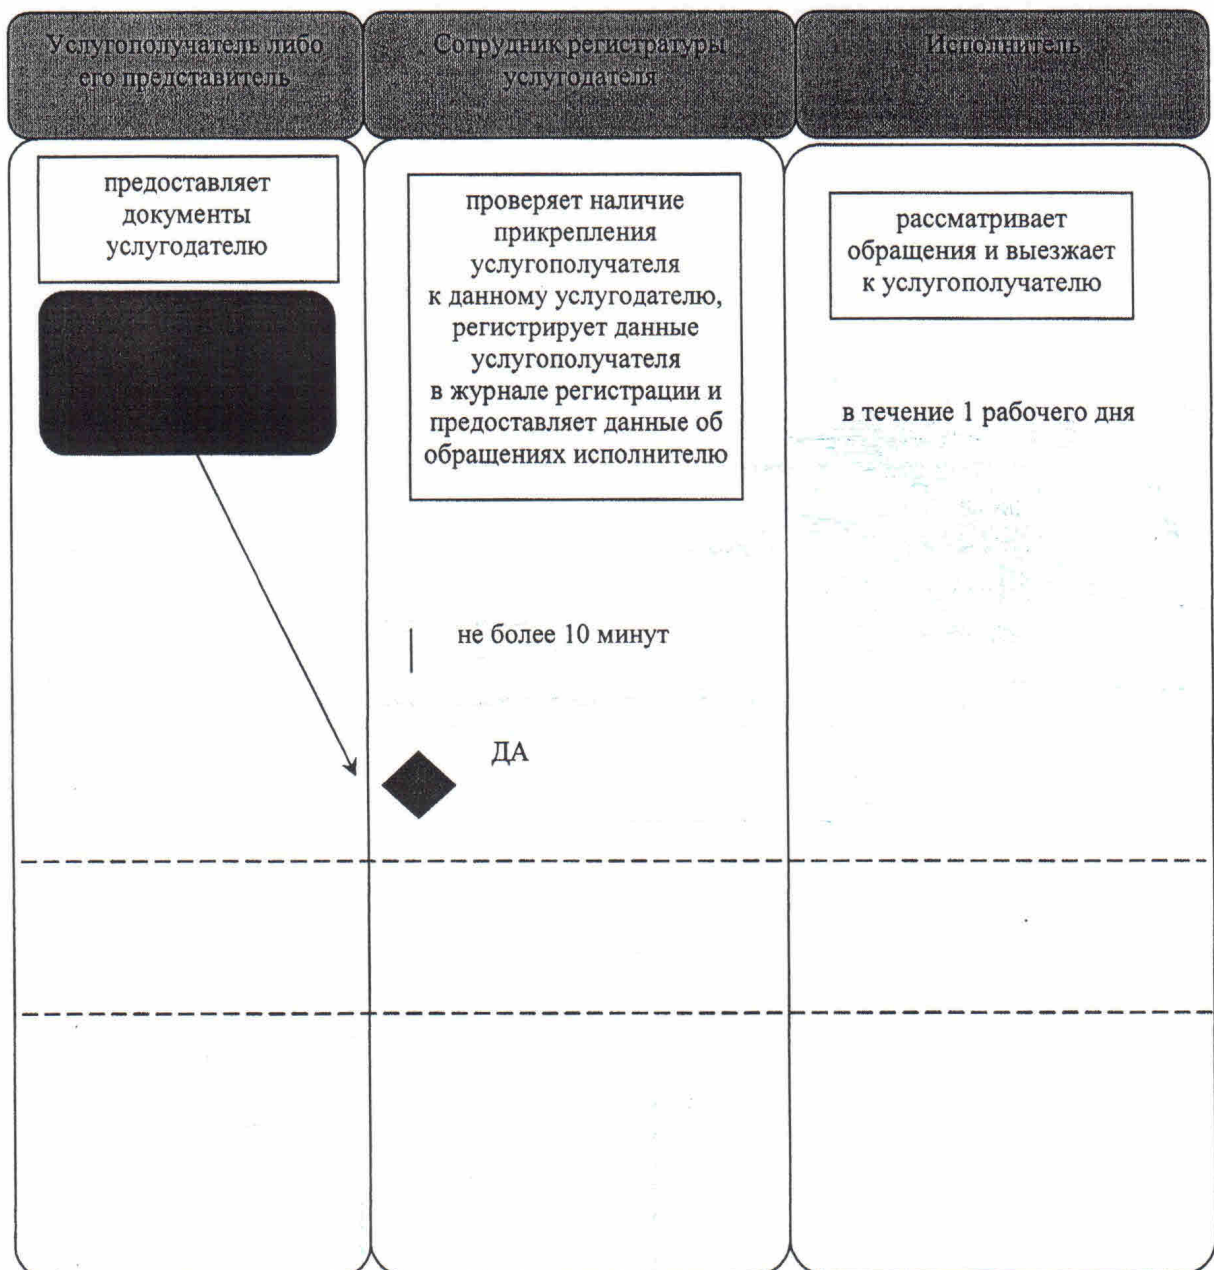 Услугополучатель либо
его представитель
Сотрудник регистратуры
услугодателя
Исполнитель
предоставляет
документы
услугодателю
проверяет наличие
прикрепления
услугополучателя
к данному услугодателю,
регистрирует данные
услугополучателя
в журнале регистрации и
предоставляет данные об
обращениях исполнителю
рассматривает
обращения и выезжает
к услугополучателю
в течение 1 рабочего дня
не более 10 минут
ДА